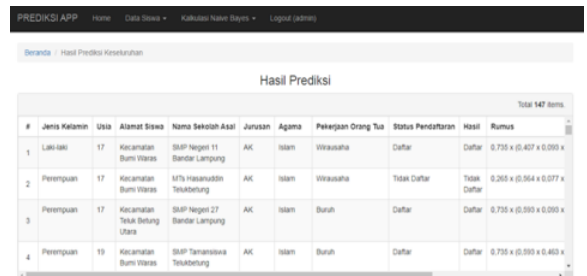 PREDIKSI APP Home Data Siswa Kalkulasi Naive Bayes Logout (admin)
Beranda / Hasil Prediksi Keseluruhan
Hasil Prediksi
Total 147 items.
# Jenis Kelamin Usia Alamat Siswa Nama Sekolah Asal Jurusan Agama Pekerjaan Orang Tua Status Pendaftaran Hasil Rumus
1 Laki-laki 17 Kecamatan Bumi Waras SMP Negeri 11 Bandar Lampung AK Islam Wirausaha Daftar Daftar 0,735 x (0,407 x 0,093 x
2 Perempuan 17 Kecamatan Bumi Waras MTs Hasanuddin Telukbetung AK Islam Wirausaha Tidak Daftar Tidak Daftar 0,265 x (0,564 x 0,077 x
3 Perempuan 17 Kecamatan Teluk Betung Utara SMP Negeri 27 Bandar Lampung AK Islam Buruh Daftar Daftar 0,735 x (0,593 x 0,093 x
4 Perempuan 19 Kecamatan Bumi Waras SMP Tamansiswa Telukbetung AK Islam Buruh Daftar Daftar 0,735 x (0,593 x 0,463 x